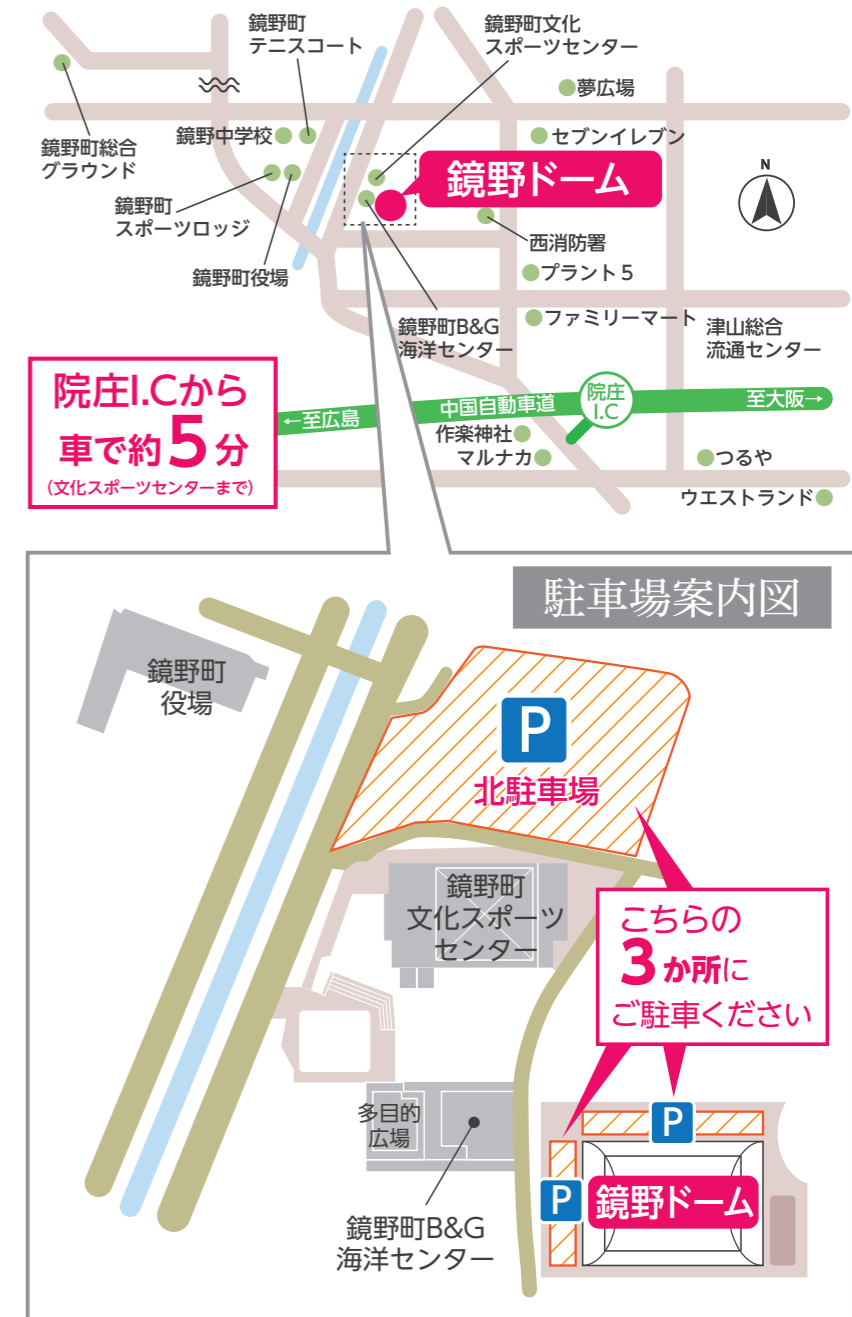 鏡野町
テニスコート
鏡野町文化
スポーツセンター
夢広場
鏡野中学校
セブンイレブン
鏡野町総合
グラウンド
鏡野ドーム
N
鏡野町
スポーツロッジ
西消防署
鏡野町役場
プラント5
鏡野町B&G
海洋センター
ファミリーマート
津山総合
流通センター
院庄I.Cから
車で約5分
(文化スポーツセンターまで)
←至広島
中国自動車道
院庄
I.C
至大阪→
作楽神社
マルナカ
つるや
ウエストランド
駐車場案内図
鏡野町
役場
P
北駐車場
鏡野町
文化スポーツ
センター
こちらの
3か所に
ご駐車ください
多目的
広場
P
P
鏡野ドーム
鏡野町B&G
海洋センター